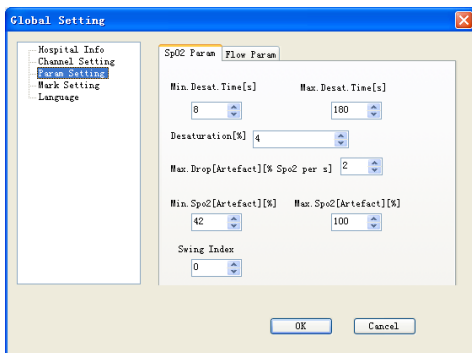 Global Setting
Hospital Info
Channel Setting
Param Setting
Mark Setting
Language
SpO2 Param Flow Param
Min. Desat. Time[s] Max. Desat. Time[s]
8 180
Desaturation[%] 4
Max. Drop[Artefact][% Spo2 per s] 2
Min. Spo2[Artefact][%] Max. Spo2[Artefact][%]
42 100
Swing Index
0
OK Cancel